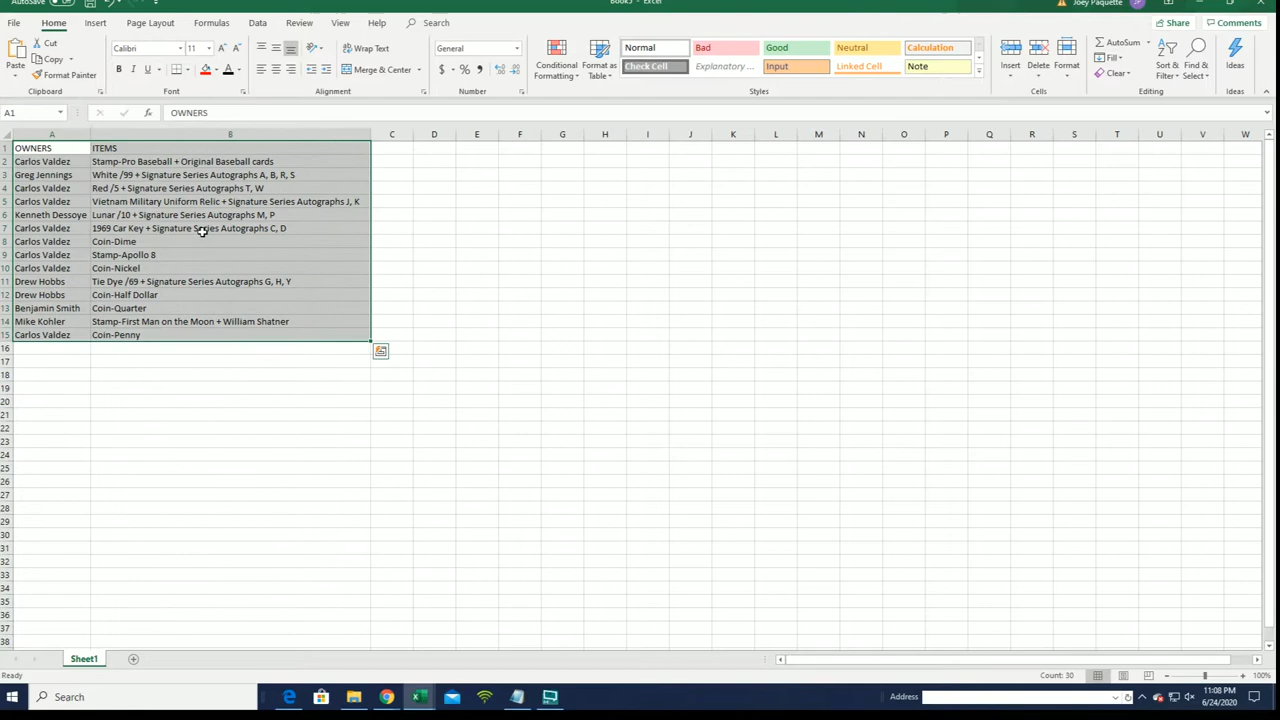 AutoSave
Book3 - Excel
Joey Paquette
JP
File Home Insert Page Layout Formulas Data Review View Help Search
Share Comments
Paste
Cut
Copy
Format Painter
Clipboard
Calibri 11
B I U
Font
Wrap Text
Merge & Center
Alignment
General
$ % ,
Number
Conditional Formatting
Format as Table
Normal Bad Good Neutral Calculation
Check Cell Explanatory ... Input Linked Cell Note
Styles
Insert Delete Format
Cells
AutoSum
Fill
Clear
Sort & Filter
Find & Select
Editing
Ideas
Ideas
A1 fx OWNERS
A B C D E F G H I J K L M N O P Q R S T U V W
1 OWNERS ITEMS
2 Carlos Valdez Stamp-Pro Baseball + Original Baseball cards
3 Greg Jennings White /99 + Signature Series Autographs A, B, R, S
4 Carlos Valdez Red /5 + Signature Series Autographs T, W
5 Carlos Valdez Vietnam Military Uniform Relic + Signature Series Autographs J, K
6 Kenneth Dessoye Lunar /10 + Signature Series Autographs M, P
7 Carlos Valdez 1969 Car Key + Signature Series Autographs C, D
8 Carlos Valdez Coin-Dime
9 Carlos Valdez Stamp-Apollo 8
10 Carlos Valdez Coin-Nickel
11 Drew Hobbs Tie Dye /69 + Signature Series Autographs G, H, Y
12 Drew Hobbs Coin-Half Dollar
13 Benjamin Smith Coin-Quarter
14 Mike Kohler Stamp-First Man on the Moon + William Shatner
15 Carlos Valdez Coin-Penny
16
17
18
19
20
21
22
23
24
25
26
27
28
29
30
31
32
33
34
35
36
37
38
Sheet1
Ready Count: 30 100%
Search Address 11:08 PM
6/24/2020